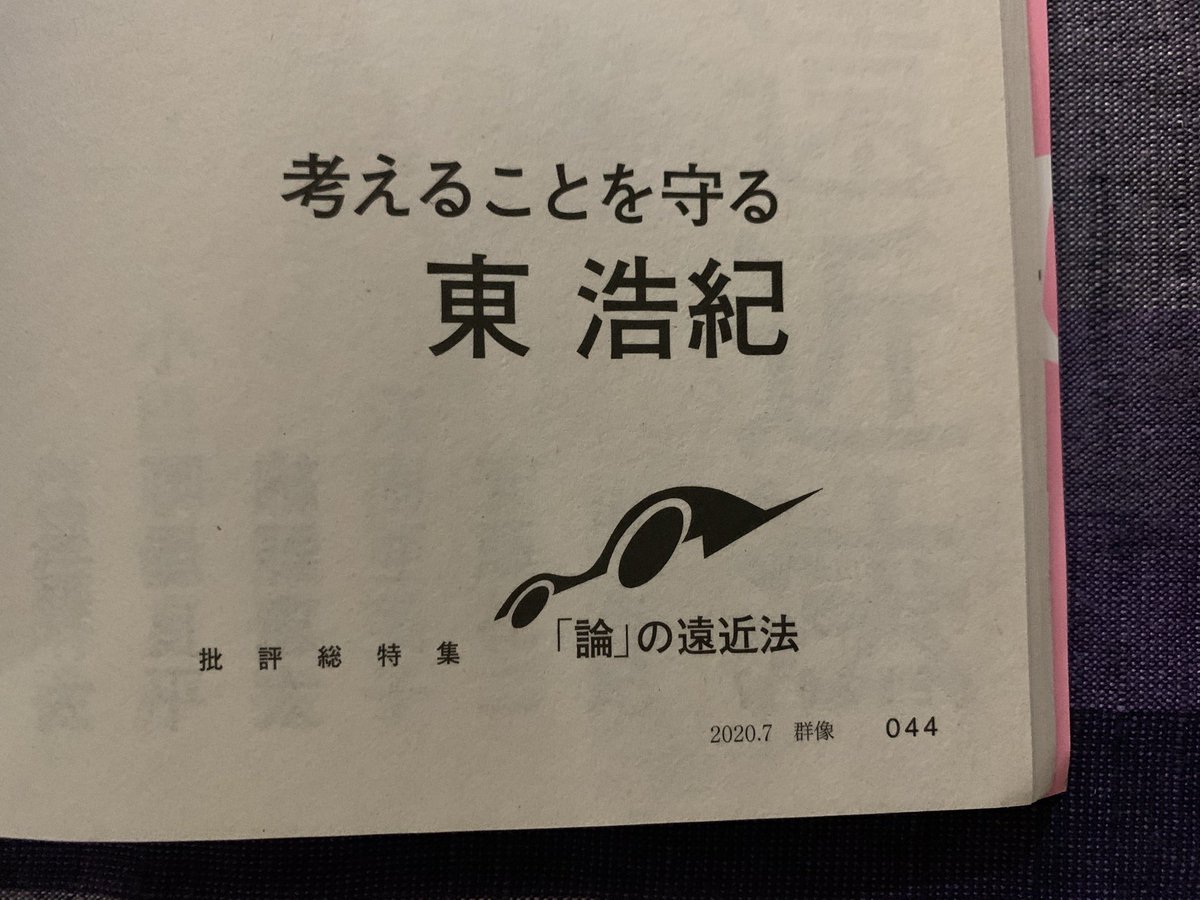 考えることを守る
東 浩紀
批評総特集 「論」の遠近法
2020.7 群像 044